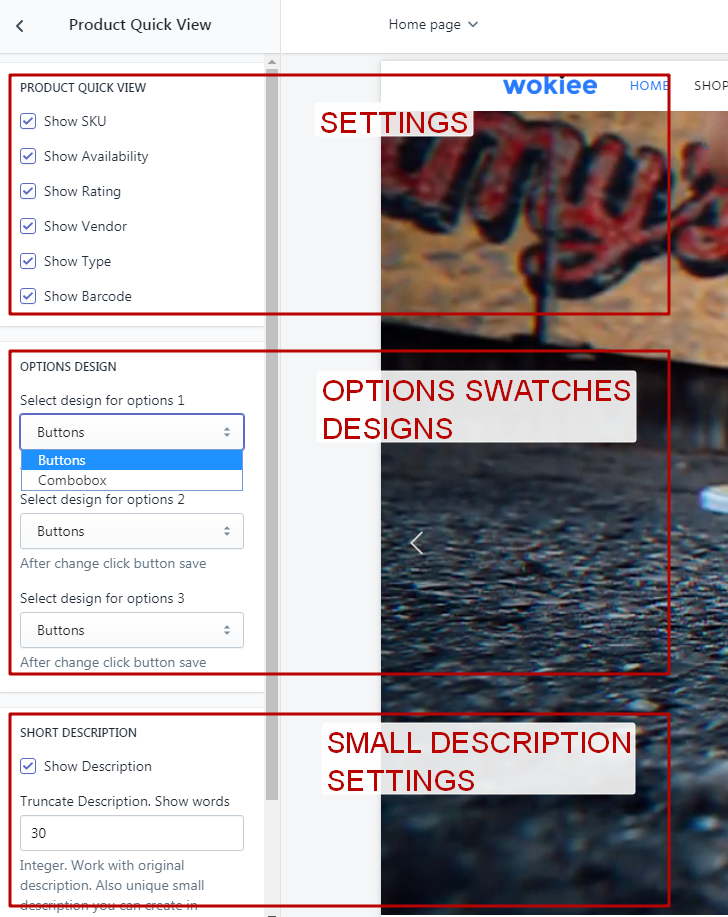 Product Quick View
Home page
PRODUCT QUICK VIEW
Show SKU
Show Availability
Show Rating
Show Vendor
Show Type
Show Barcode
wokiee
HOME
SHOP
SETTINGS
my's
OPTIONS DESIGN
Select design for options 1
Buttons
Buttons
Combobox
Select design for options 2
Buttons
After change click button save
Select design for options 3
Buttons
After change click button save
OPTIONS SWATCHES
DESIGNS
SHORT DESCRIPTION
Show Description
Truncate Description. Show words
30
Integer. Work with original
description. Also unique small
description you can create in
SMALL DESCRIPTION
SETTINGS